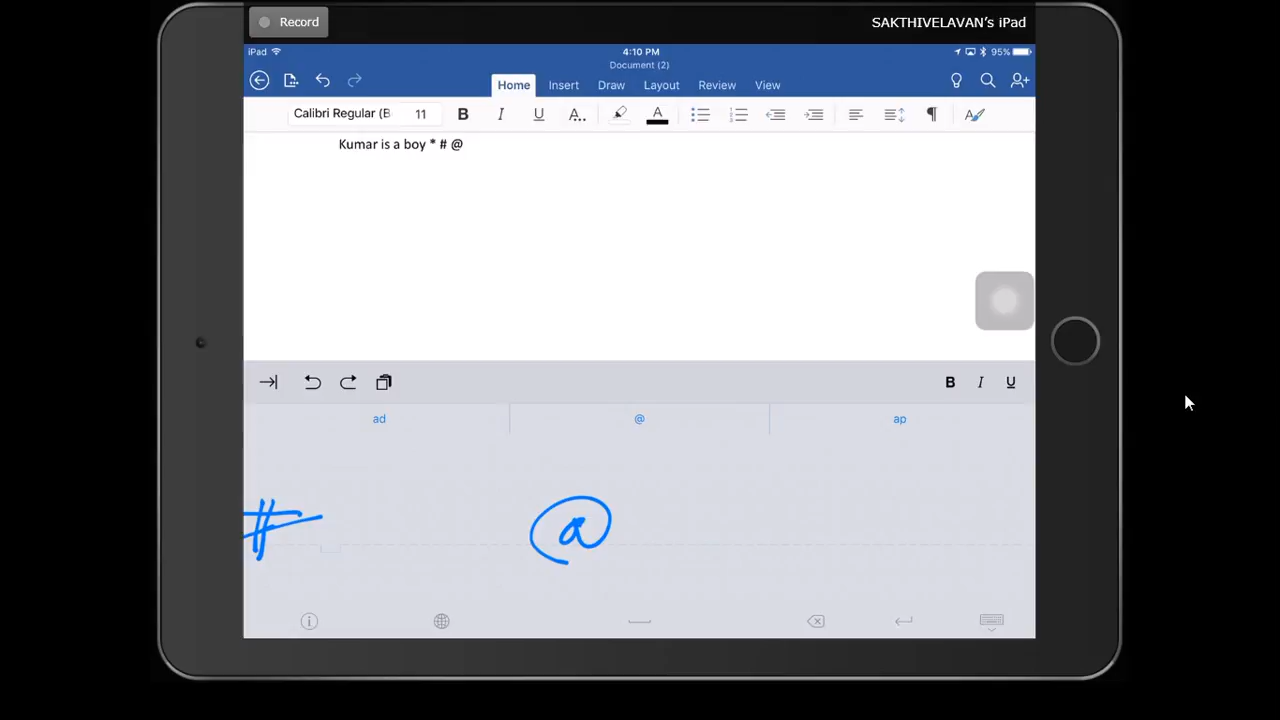 Record
SAKTHIVELAVAN's iPad
iPad 4:10 PM 95%
Document (2)
Home Insert Draw Layout Review View
Calibri Regular (B 11 B I U A.. A
Kumar is a boy * # @
B I U
ad @ ap
# @